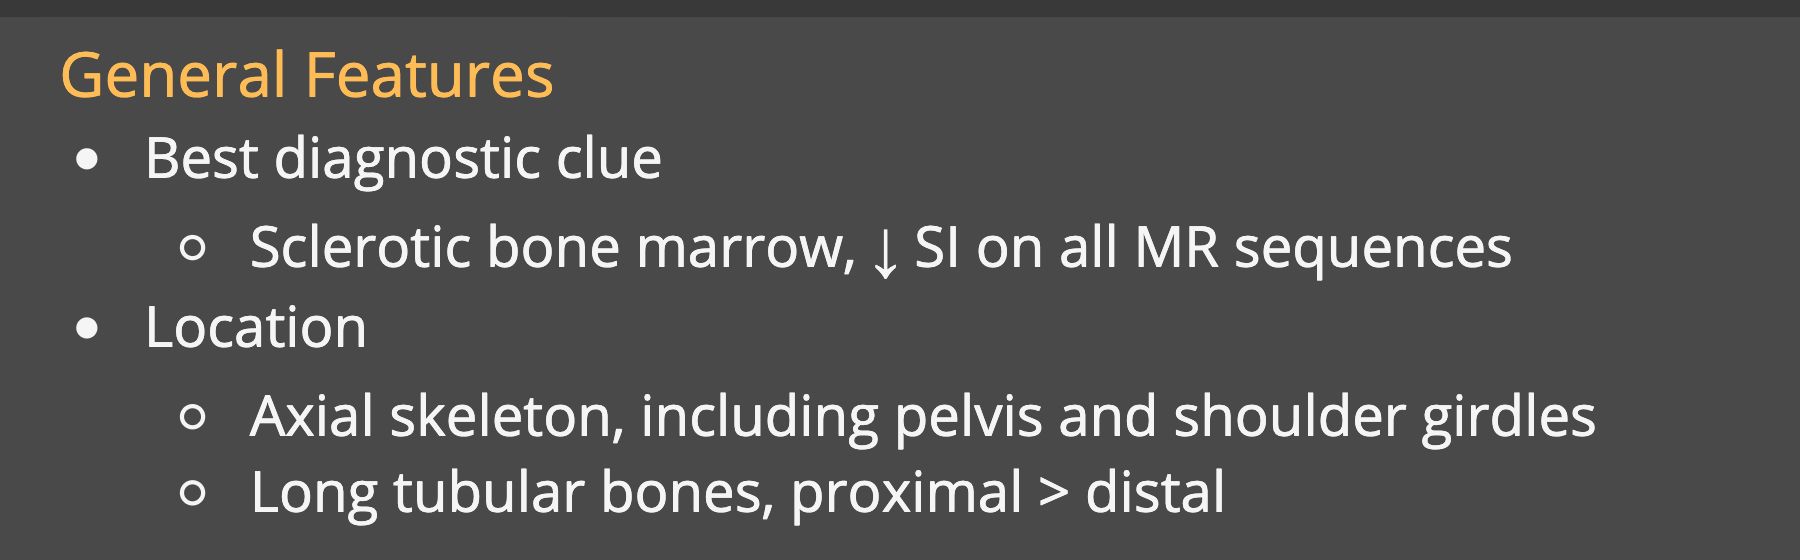 General Features
• Best diagnostic clue
○ Sclerotic bone marrow, ↓ SI on all MR sequences
• Location
○ Axial skeleton, including pelvis and shoulder girdles
○ Long tubular bones, proximal > distal